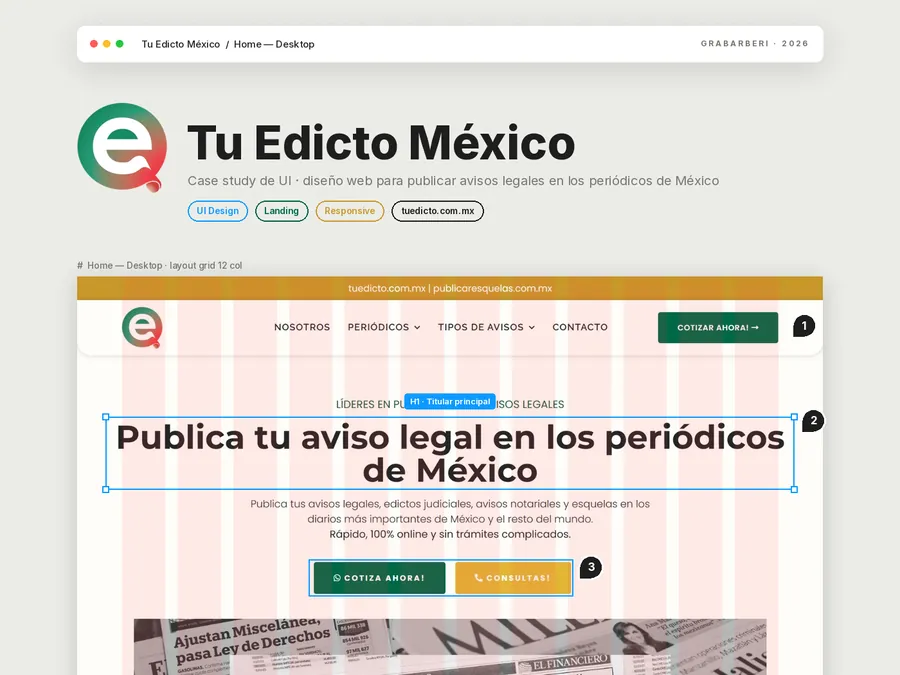 Tu Edicto México / Home — Desktop
GRABARBERI · 2026
e
Tu Edicto México
Case study de UI · diseño web para publicar avisos legales en los periódicos de México
UI Design
Landing
Responsive
tuedicto.com.mx
# Home — Desktop · layout grid 12 col
tuedicto.com.mx | publicaresquelas.com.mx
e
NOSOTROS
PERIÓDICOS
TIPOS DE AVISOS
CONTACTO
COTIZAR AHORA! →
1
LÍDERES EN PU
H1 · Titular principal
ISOS LEGALES
2
Publica tu aviso legal en los periódicos
de México
Publica tus avisos legales, edictos judiciales, avisos notariales y esquelas en los
diarios más importantes de México y el resto del mundo.
Rápido, 100% online y sin trámites complicados.
COTIZA AHORA!
CONSULTAS!
3
Ajustan Miscelánea,
pasa Ley de Derechos
MIL
EL FINANCIERO